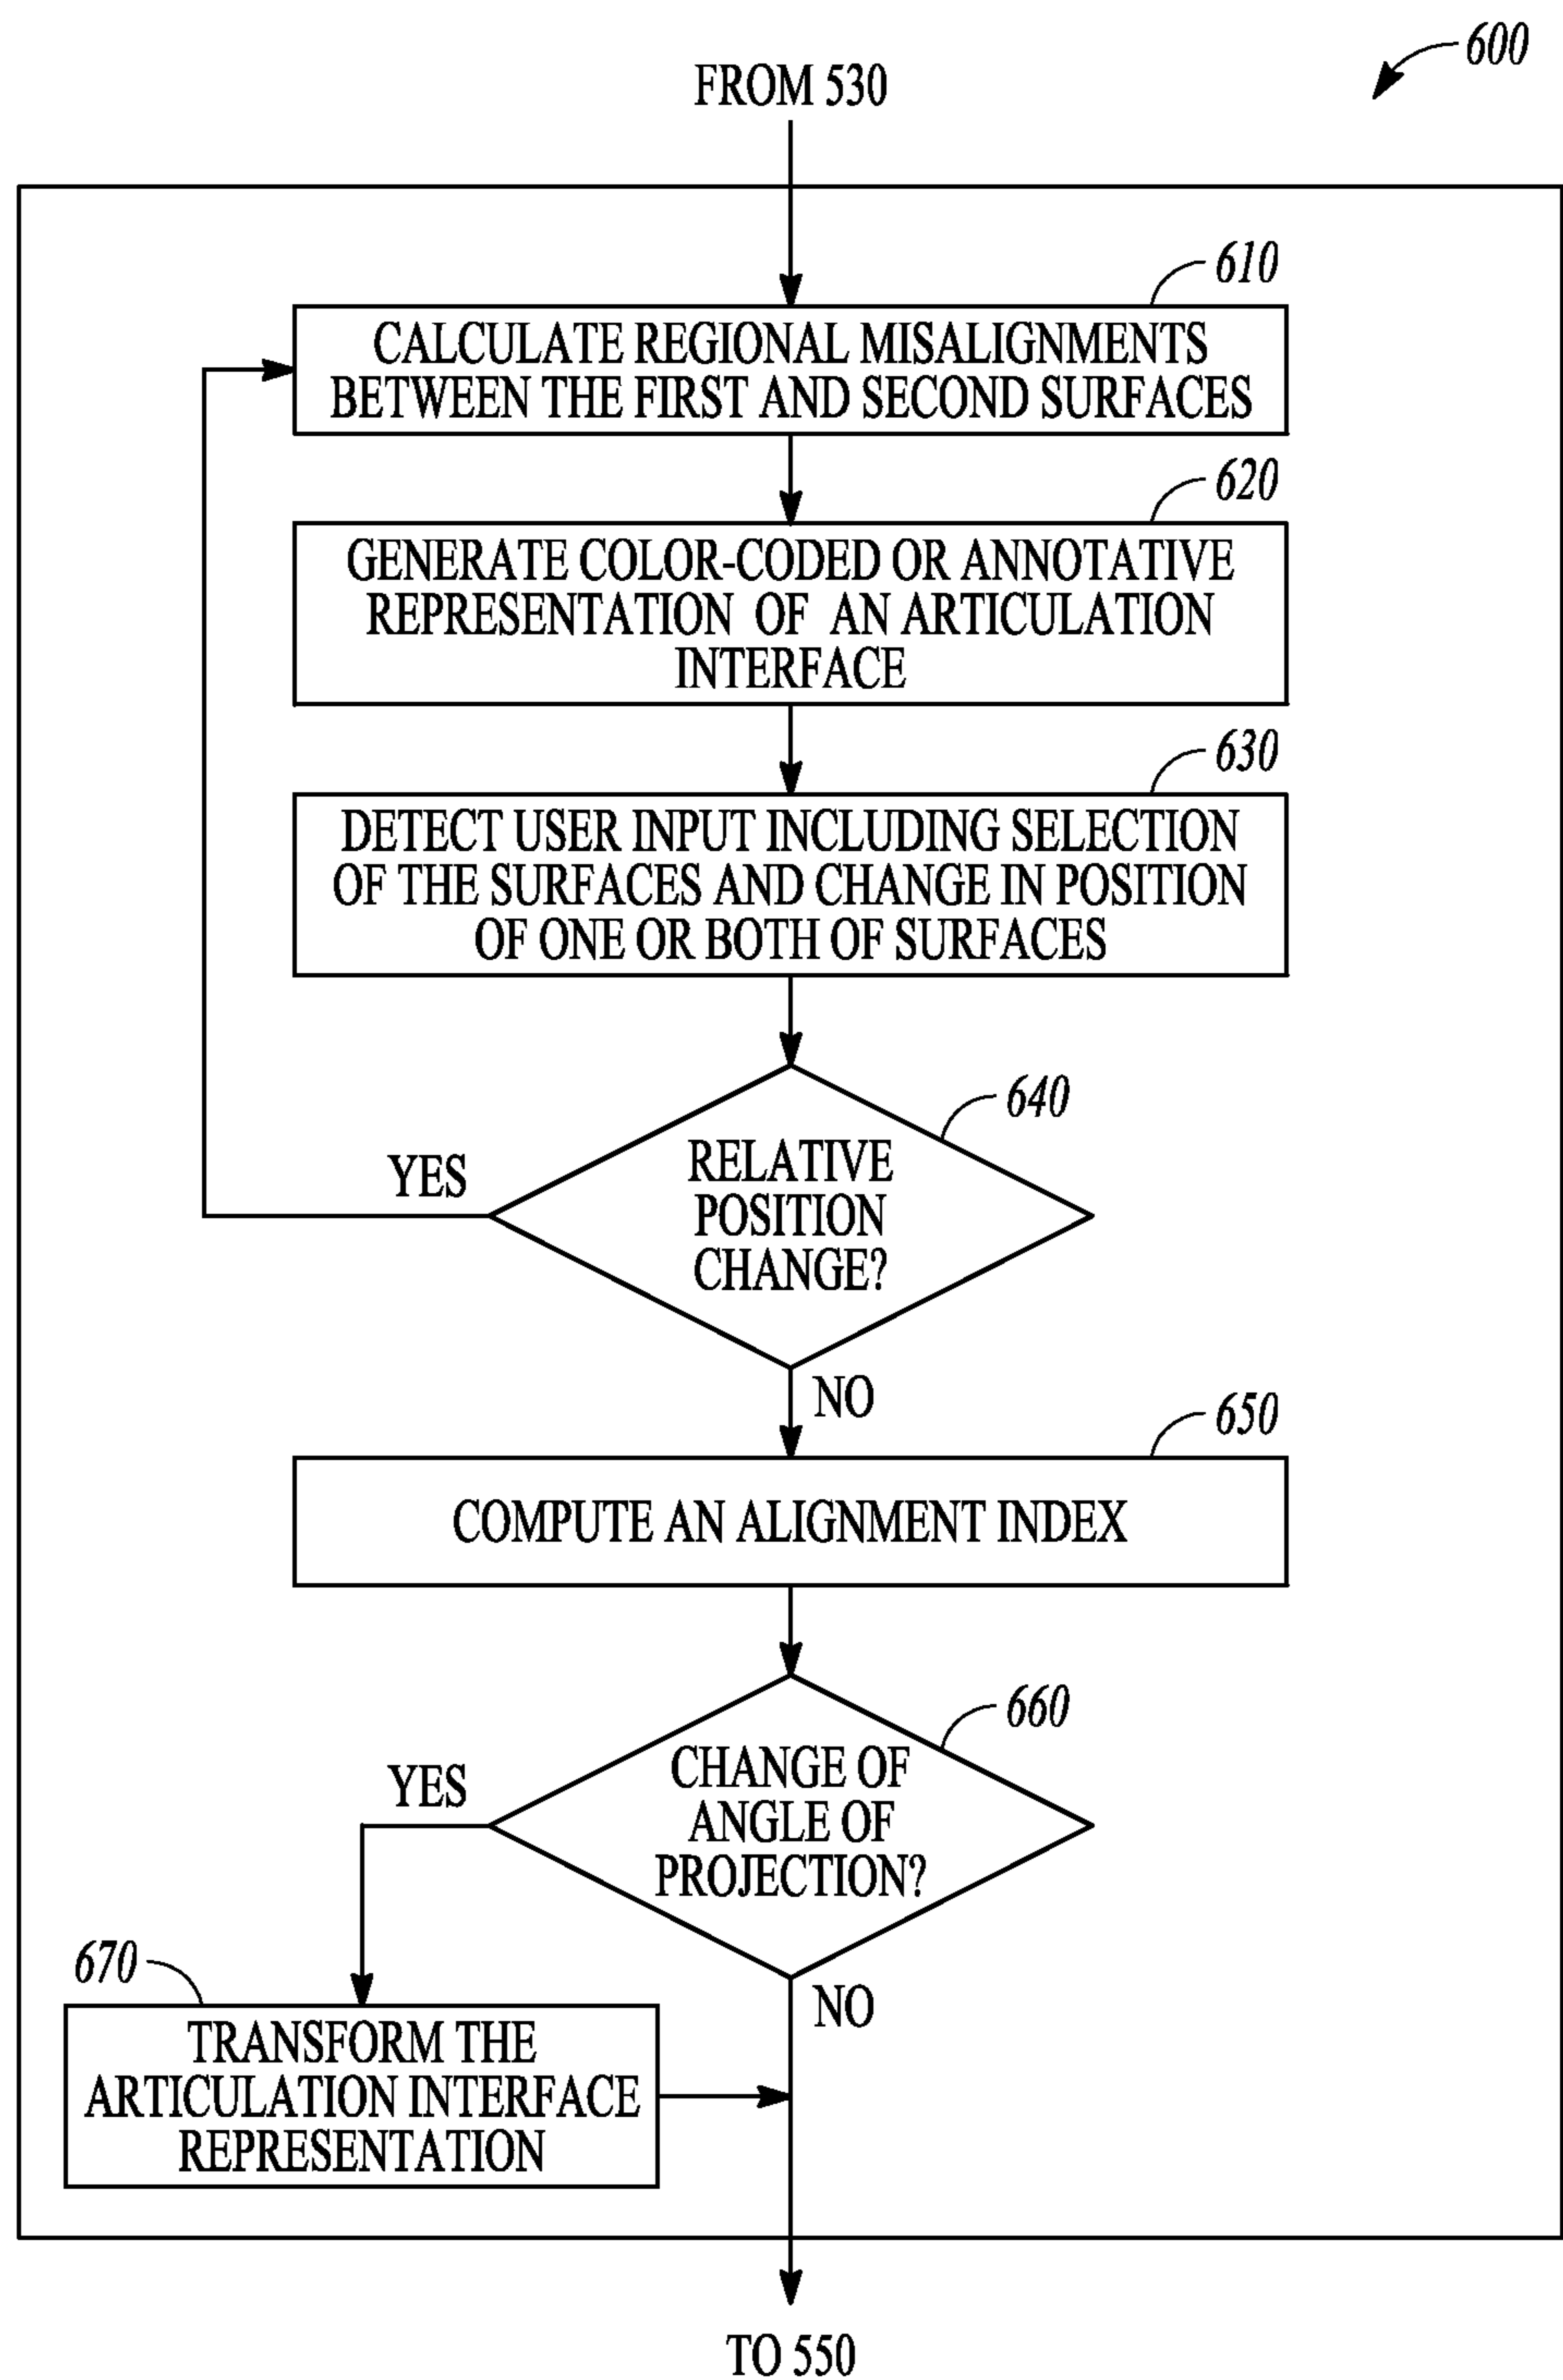 600
FROM 530
610
CALCULATE REGIONAL MISALIGNMENTS
BETWEEN THE FIRST AND SECOND SURFACES
620
GENERATE COLOR-CODED OR ANNOTATIVE
REPRESENTATION OF AN ARTICULATION
INTERFACE
630
DETECT USER INPUT INCLUDING SELECTION
OF THE SURFACES AND CHANGE IN POSITION
OF ONE OR BOTH OF SURFACES
640
RELATIVE
POSITION
CHANGE?
YES
NO
650
COMPUTE AN ALIGNMENT INDEX
660
CHANGE OF
ANGLE OF
PROJECTION?
YES
NO
670
TRANSFORM THE
ARTICULATION INTERFACE
REPRESENTATION
TO 550